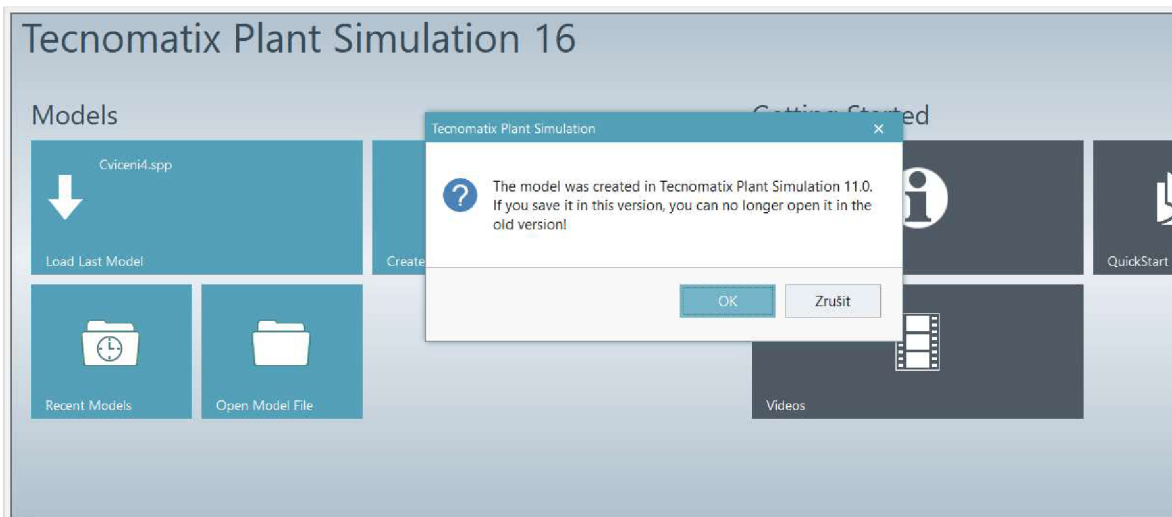 Tecnomatix Plant Simulation 16
Models
Cviceni4.spp
Load Last Model
Create
Recent Models
Open Model File
Tecnomatix Plant Simulation
The model was created in Tecnomatix Plant Simulation 11.0.
If you save it in this version, you can no longer open it in the
old version!
OK
Zrušit
Getting Started
QuickStart
Videos